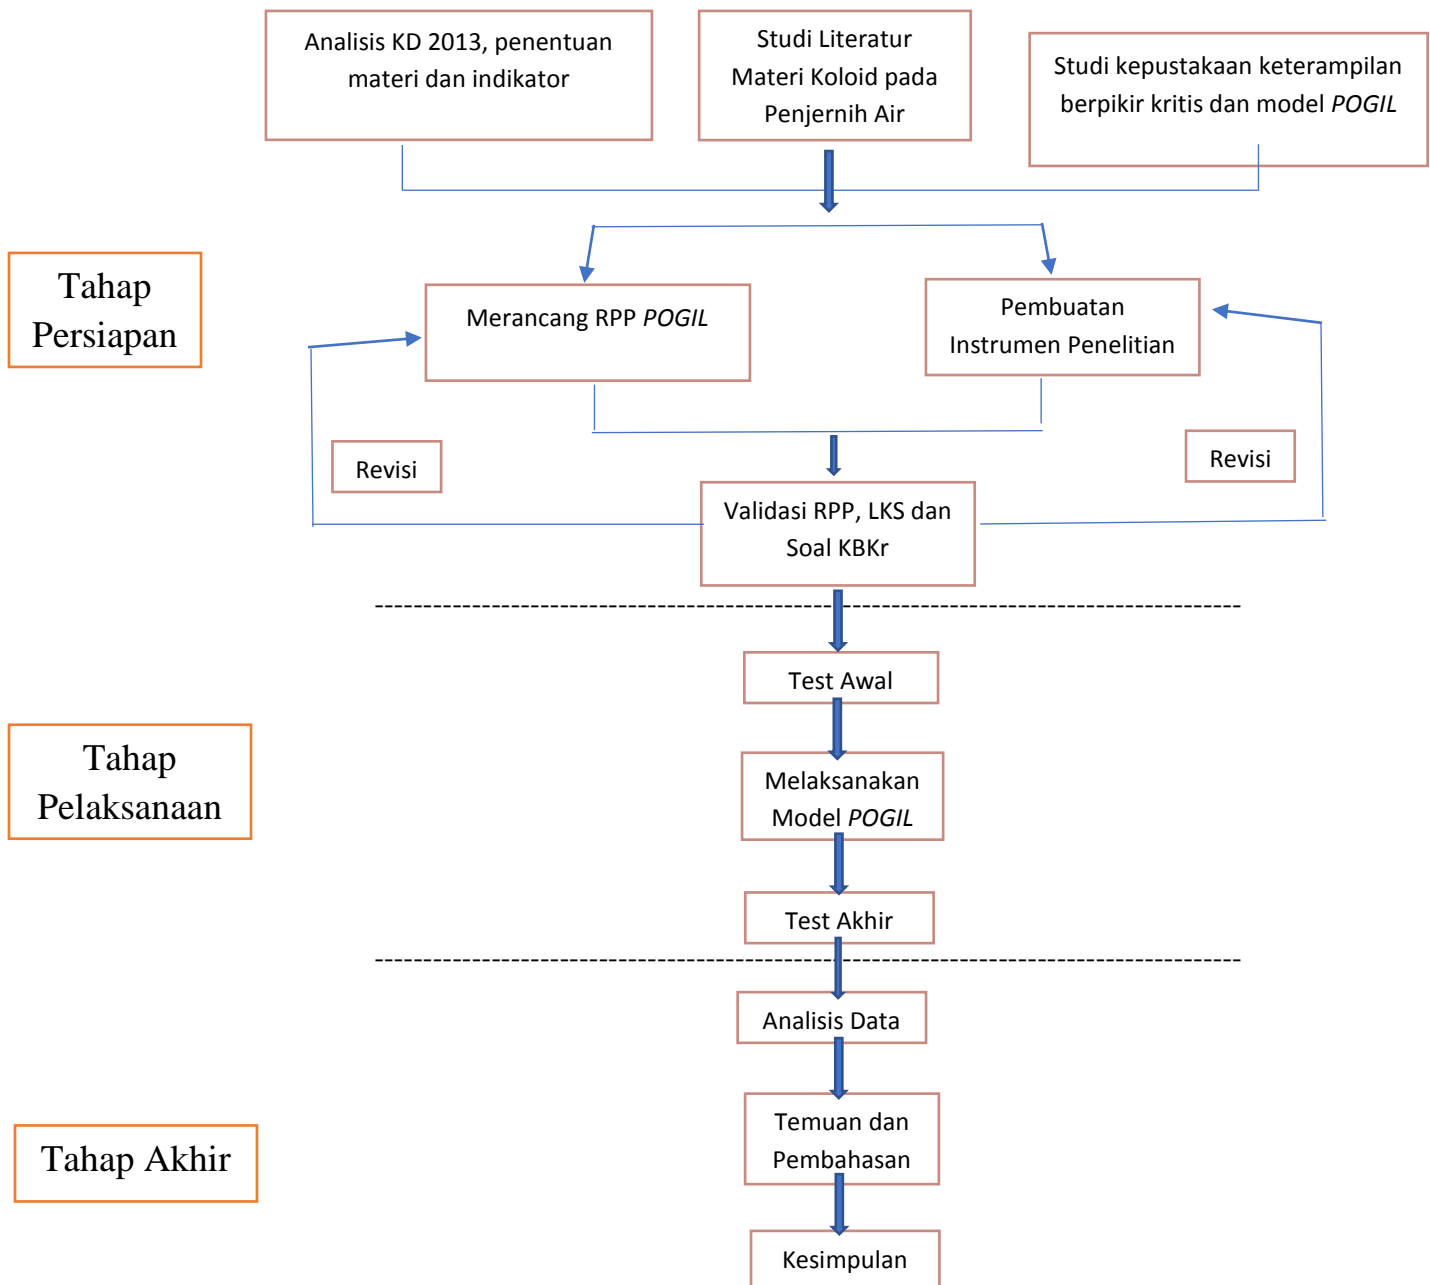 Analisis KD 2013, penentuan
materi dan indikator
Studi Literatur
Materi Koloid pada
Penjernih Air
Studi kepustakaan keterampilan
berpikir kritis dan model POGIL
Tahap
Persiapan
Merancang RPP POGIL
Pembuatan
Instrumen Penelitian
Revisi
Revisi
Validasi RPP, LKS dan
Soal KBKr
Test Awal
Tahap
Pelaksanaan
Melaksanakan
Model POGIL
Test Akhir
Analisis Data
Tahap Akhir
Temuan dan
Pembahasan
Kesimpulan